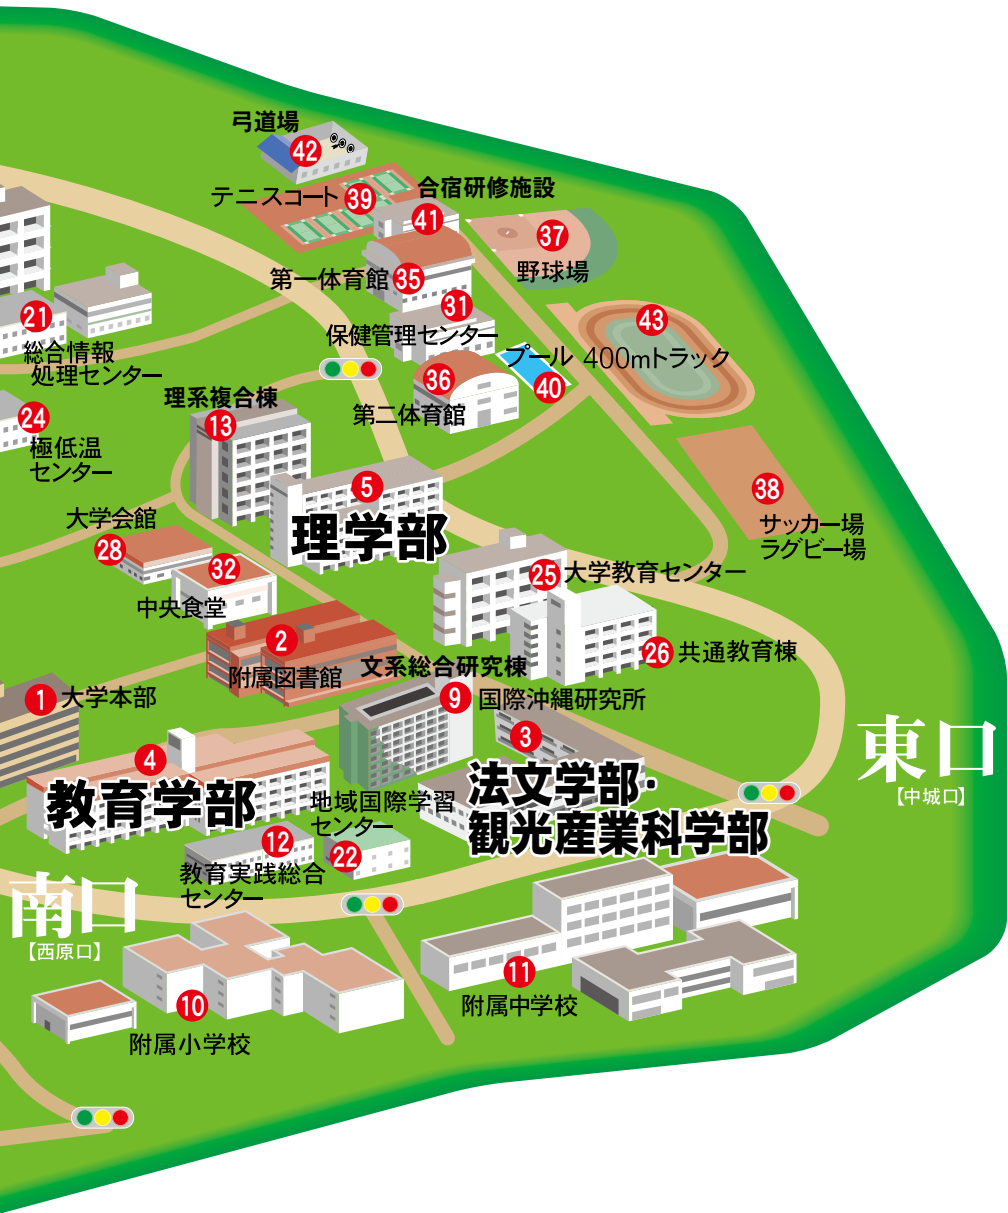 弓道場
42
テニスコート 39
合宿研修施設
41
37
野球場
第一体育館 35
31
保健管理センター
43
プール 400mトラック
40
36
第二体育館
21
総合情報
処理センター
24
極低温
センター
理系複合棟
13
5
理学部
38
サッカー場
ラグビー場
大学会館
28
32
中央食堂
25 大学教育センター
26 共通教育棟
2
附属図書館
文系総合研究棟
9 国際沖縄研究所
1 大学本部
3
法文学部・
観光産業科学部
4
教育学部
地域国際学習
センター
22
12
教育実践総合
センター
東口
【中城口】
南口
【西原口】
11
附属中学校
10
附属小学校